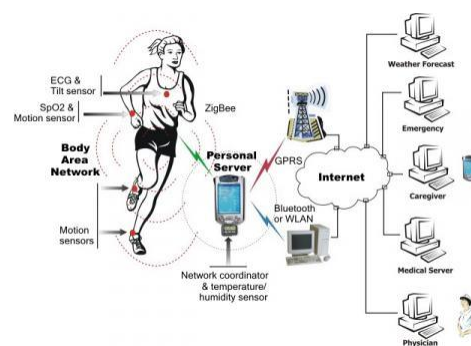 ECG &
Tilt sensor
SpO2 &
Motion sensor
Body
Area
Network
Motion
sensors
ZigBee
Personal
Server
Network coordinator
& temperature/
humidity sensor
GPRS
Bluetooth
or WLAN
Internet
Weather Forecast
Emergency
Caregiver
Medical Server
Physician